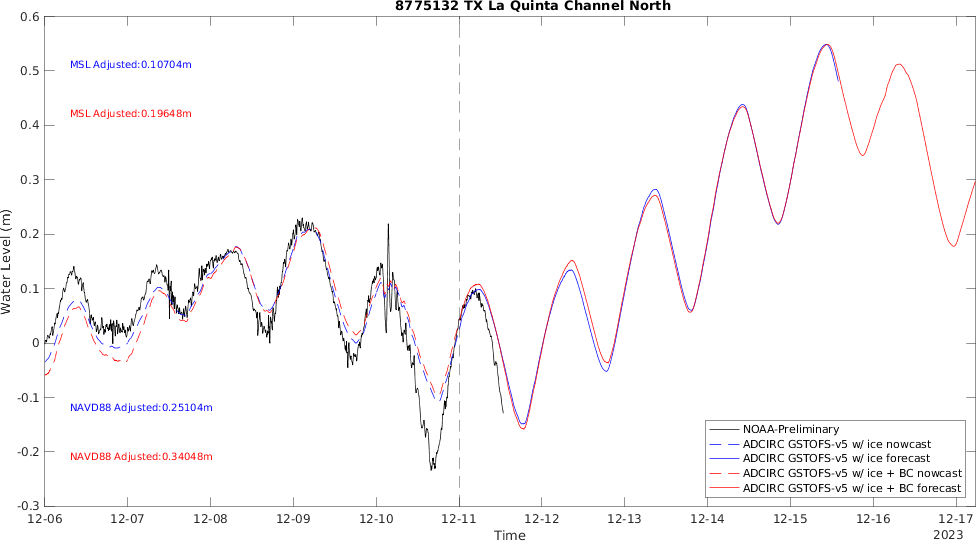 8775132 TX La Quinta Channel North
0.6
0.5
0.4
0.3
0.2
0.1
0
-0.1
-0.2
-0.3
Water Level (m)
MSL Adjusted:0.10704m
MSL Adjusted:0.19648m
NAVD88 Adjusted:0.25104m
NAVD88 Adjusted:0.34048m
NOAA-Preliminary
ADCIRC GSTOFS-v5 w/ ice nowcast
ADCIRC GSTOFS-v5 w/ ice forecast
ADCIRC GSTOFS-v5 w/ ice + BC nowcast
ADCIRC GSTOFS-v5 w/ ice + BC forecast
12-06 12-07 12-08 12-09 12-10 12-11 12-12 12-13 12-14 12-15 12-16 12-17
Time
2023